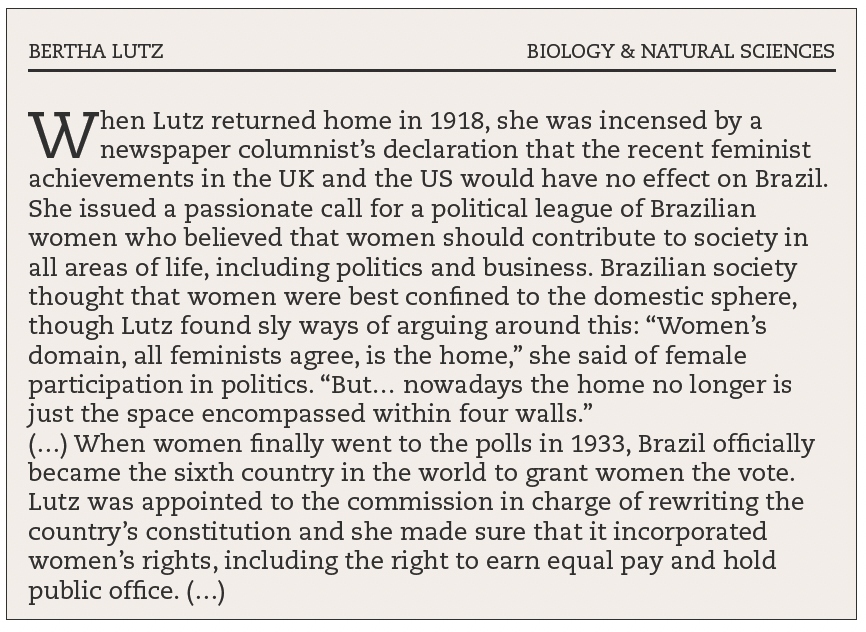 BERTHA LUTZ BIOLOGY & NATURAL SCIENCES
When Lutz returned home in 1918, she was incensed by a
newspaper columnist’s declaration that the recent feminist
achievements in the UK and the US would have no effect on Brazil.
She issued a passionate call for a political league of Brazilian
women who believed that women should contribute to society in
all areas of life, including politics and business. Brazilian society
thought that women were best confined to the domestic sphere,
though Lutz found sly ways of arguing around this: “Women’s
domain, all feminists agree, is the home,” she said of female
participation in politics. “But… nowadays the home no longer is
just the space encompassed within four walls.”
(…) When women finally went to the polls in 1933, Brazil officially
became the sixth country in the world to grant women the vote.
Lutz was appointed to the commission in charge of rewriting the
country’s constitution and she made sure that it incorporated
women’s rights, including the right to earn equal pay and hold
public office. (…)